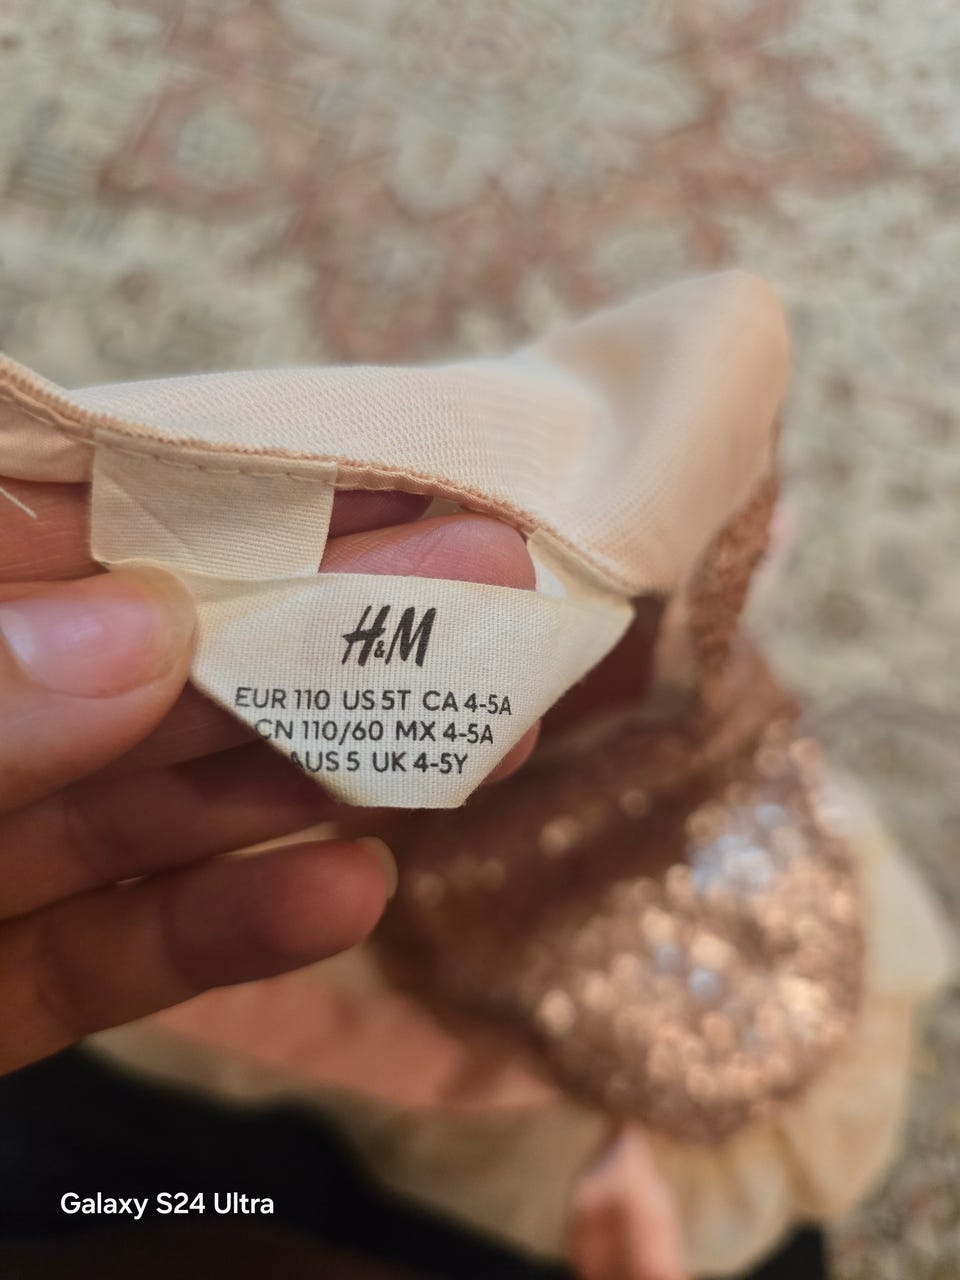 H&M
EUR 110 US 5T CA 4-5A
CN 110/60 MX 4-5A
AUS 5 UK 4-5Y
Galaxy S24 Ultra